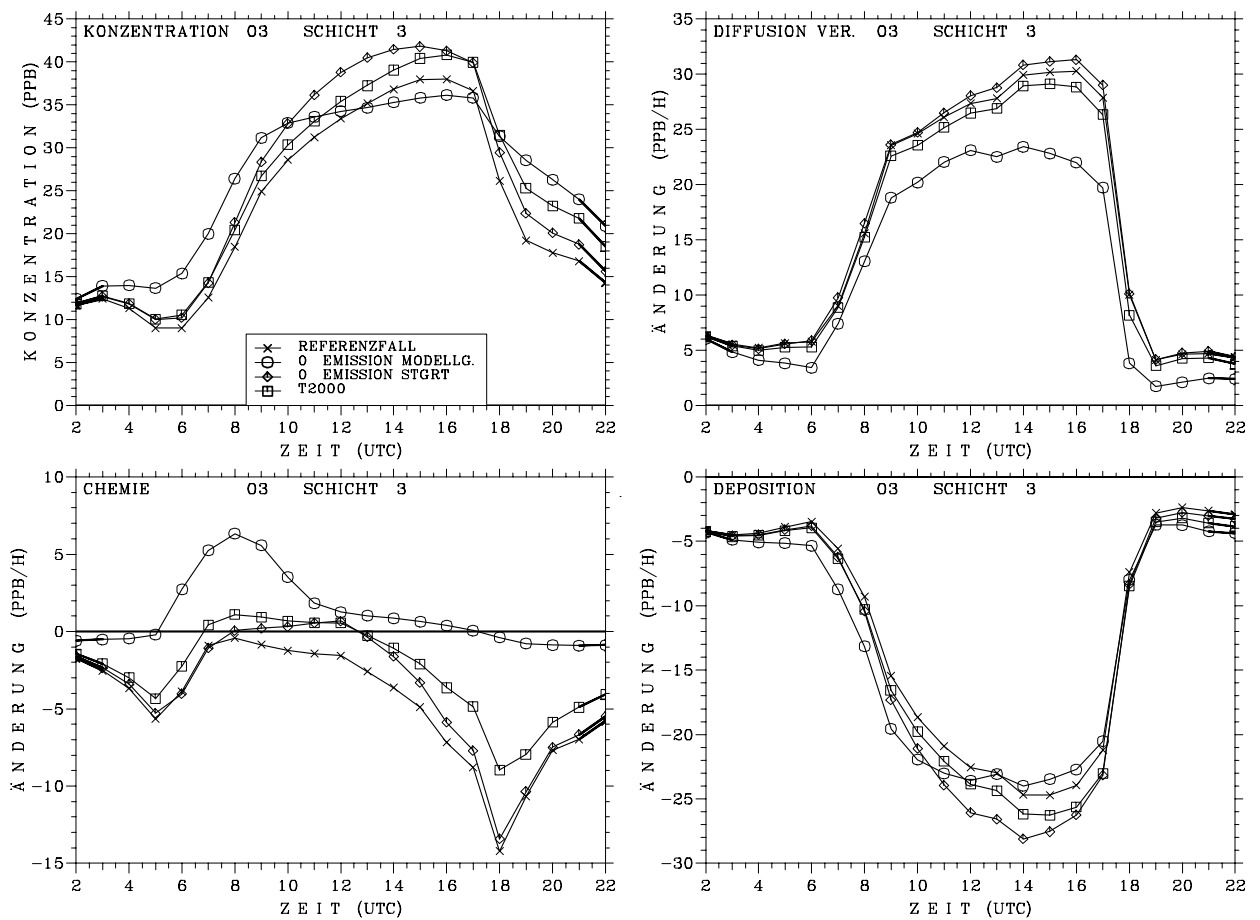 KONZENTRATION O3 SCHICHT 3
KONZENTRATION (PPB)
45
40
35
30
25
20
15
10
5
0
REFERENZFALL
0 EMISSION MODELLG.
0 EMISSION STGRT
T2000
2 4 6 8 10 12 14 16 18 20 22
ZEIT (UTC)
DIFFUSION VER. O3 SCHICHT 3
ÄNDERUNG (PPB/H)
35
30
25
20
15
10
5
0
2 4 6 8 10 12 14 16 18 20 22
ZEIT (UTC)
CHEMIE O3 SCHICHT 3
ÄNDERUNG (PPB/H)
10
5
0
-5
-10
-15
2 4 6 8 10 12 14 16 18 20 22
ZEIT (UTC)
DEPOSITION O3 SCHICHT 3
ÄNDERUNG (PPB/H)
0
-5
-10
-15
-20
-25
-30
2 4 6 8 10 12 14 16 18 20 22
ZEIT (UTC)